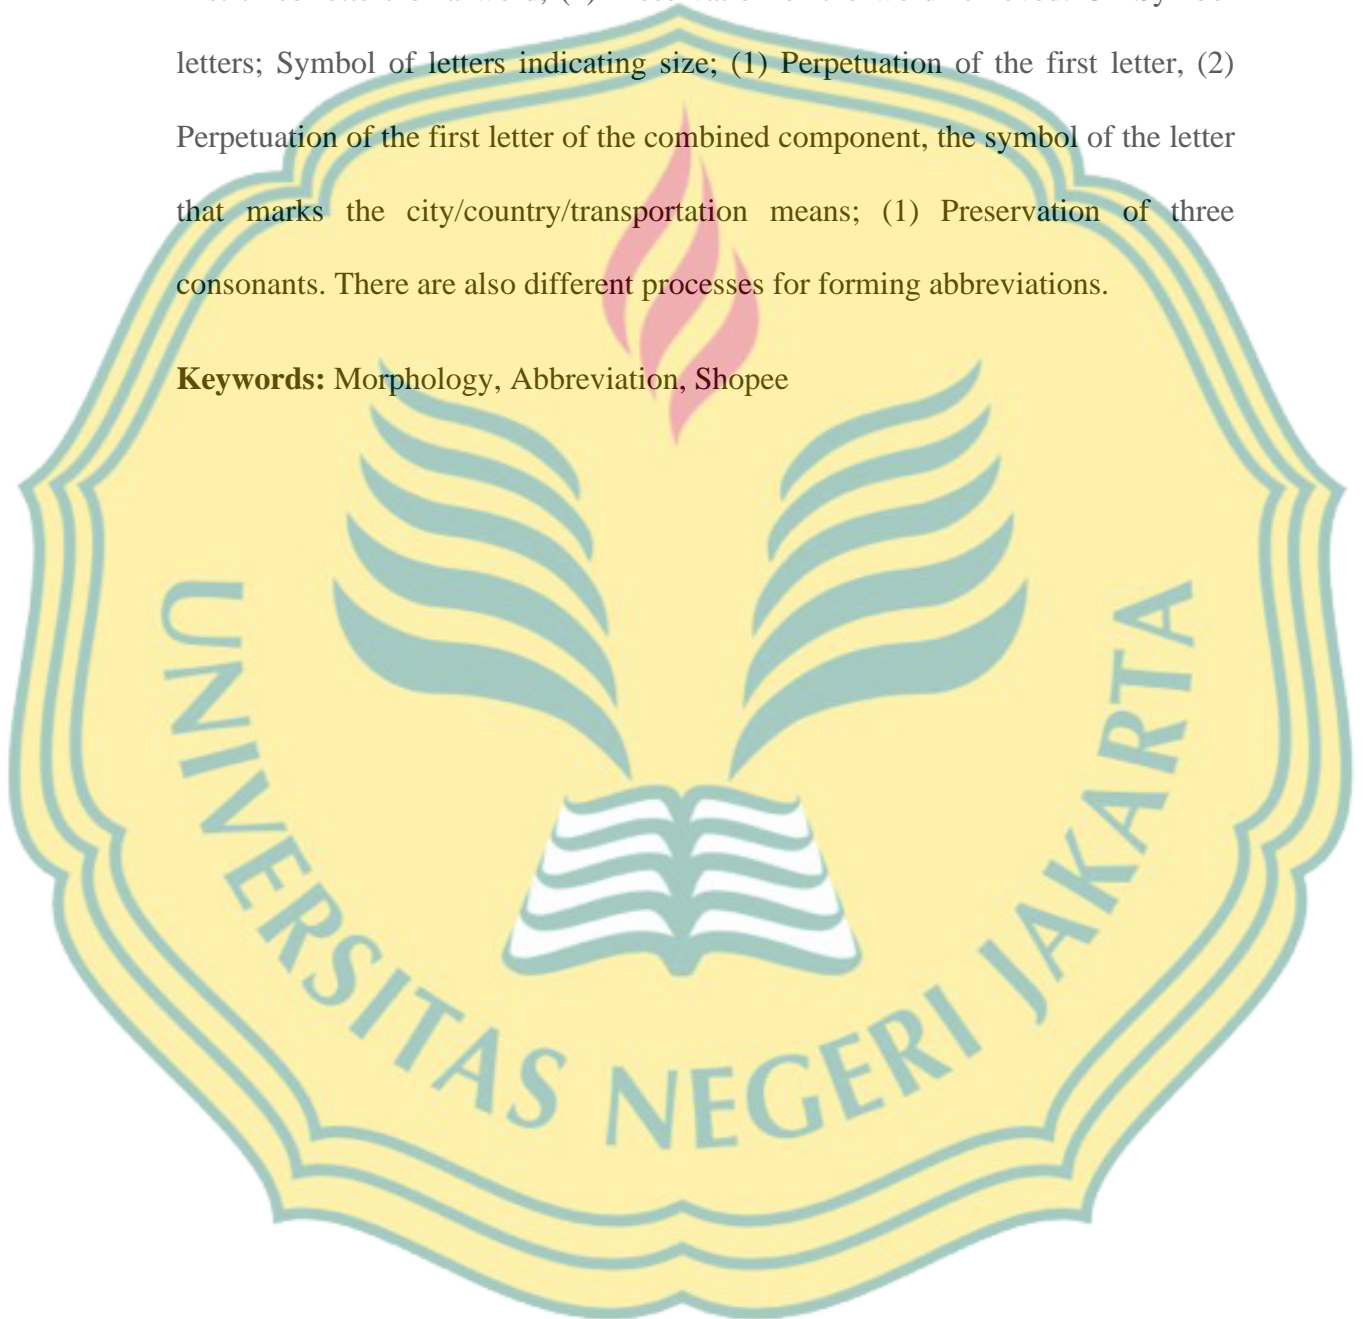 letters; Symbol of letters indicating size; (1) Perpetuation of the first letter, (2)
Perpetuation of the first letter of the combined component, the symbol of the letter
that marks the city/country/transportation means; (1) Preservation of three
consonants. There are also different processes for forming abbreviations.
Keywords: Morphology, Abbreviation, Shopee
UNIVERSITAS NEGERI JAKARTA